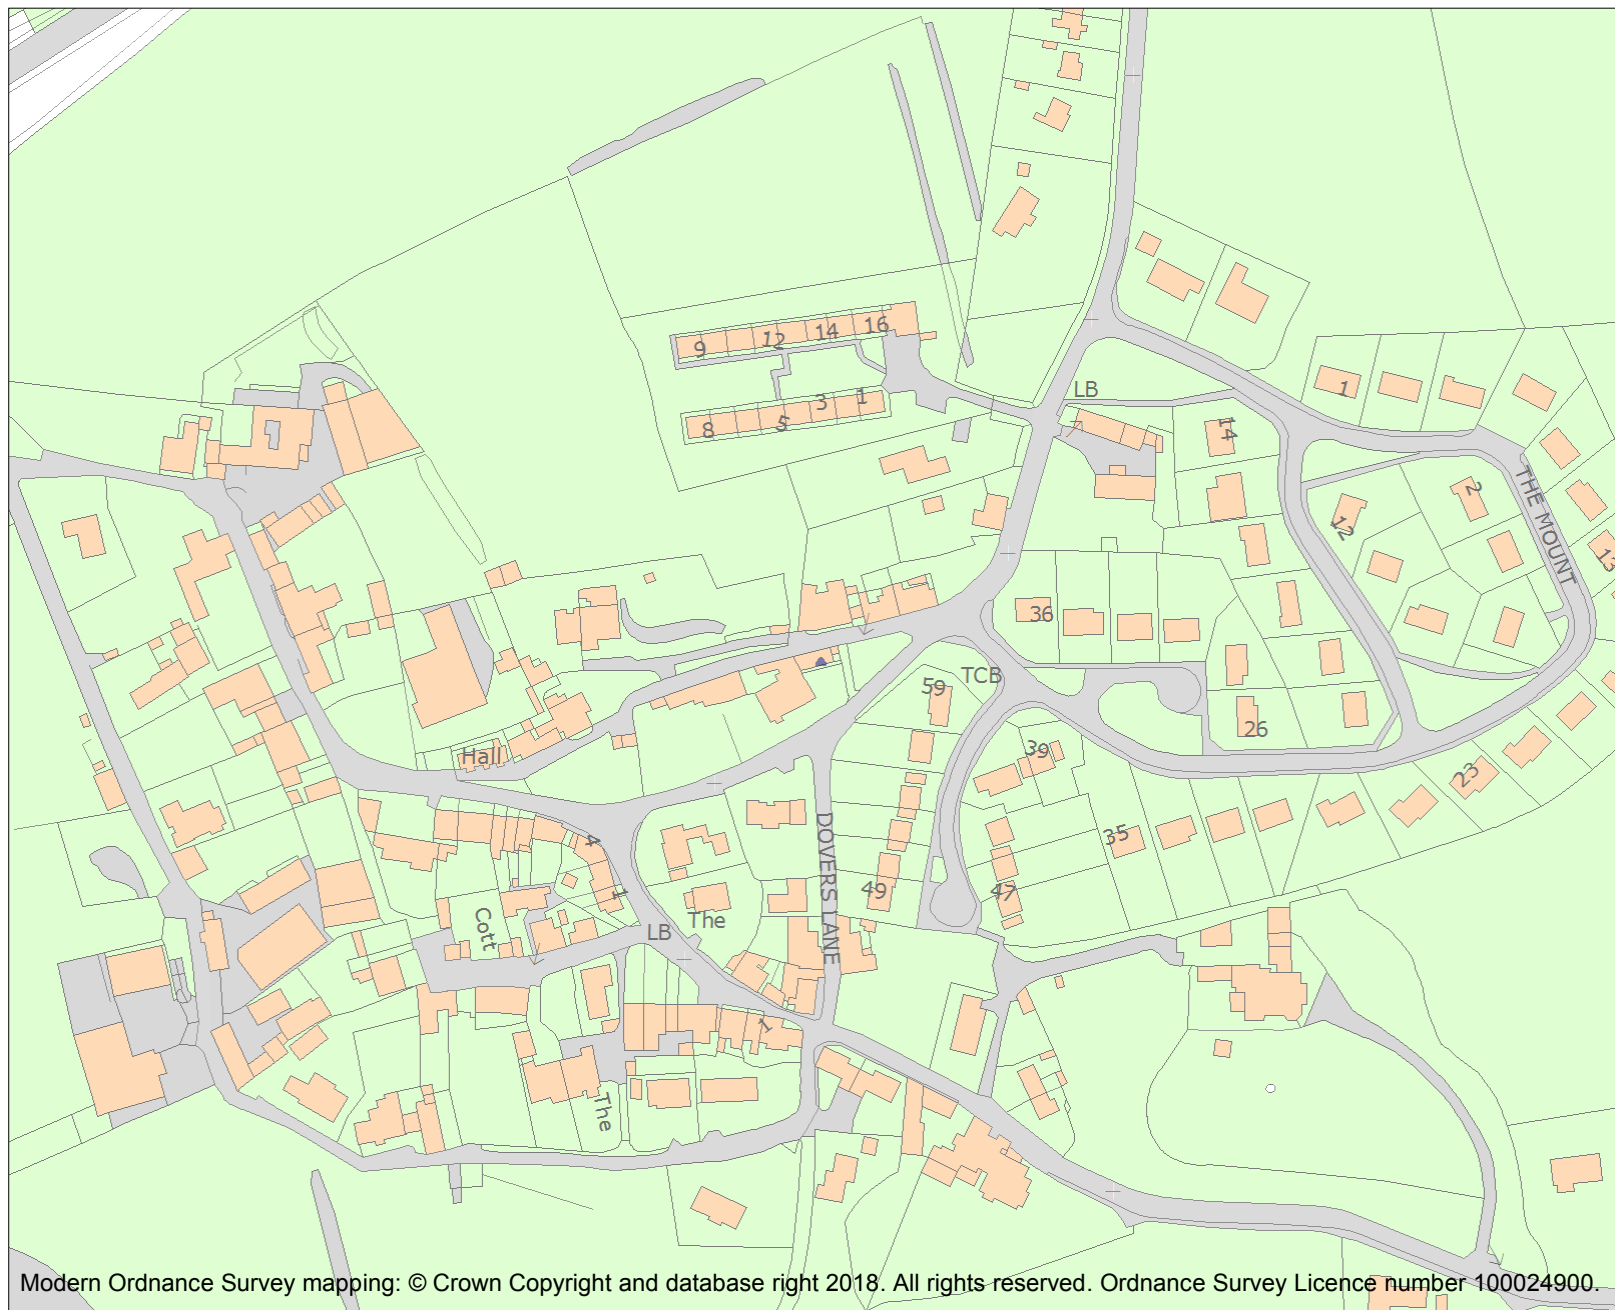 16
14
12
9
LB
1
1
3
5
8
14
2
12
THE MOUNT
13
36
TCB
59
26
39
Hall
23
4
35
DOVERS LANE
1
49
47
The
Cott
LB
1
The
Modern Ordnance Survey mapping: © Crown Copyright and database right 2018. All rights reserved. Ordnance Survey Licence number 100024900.